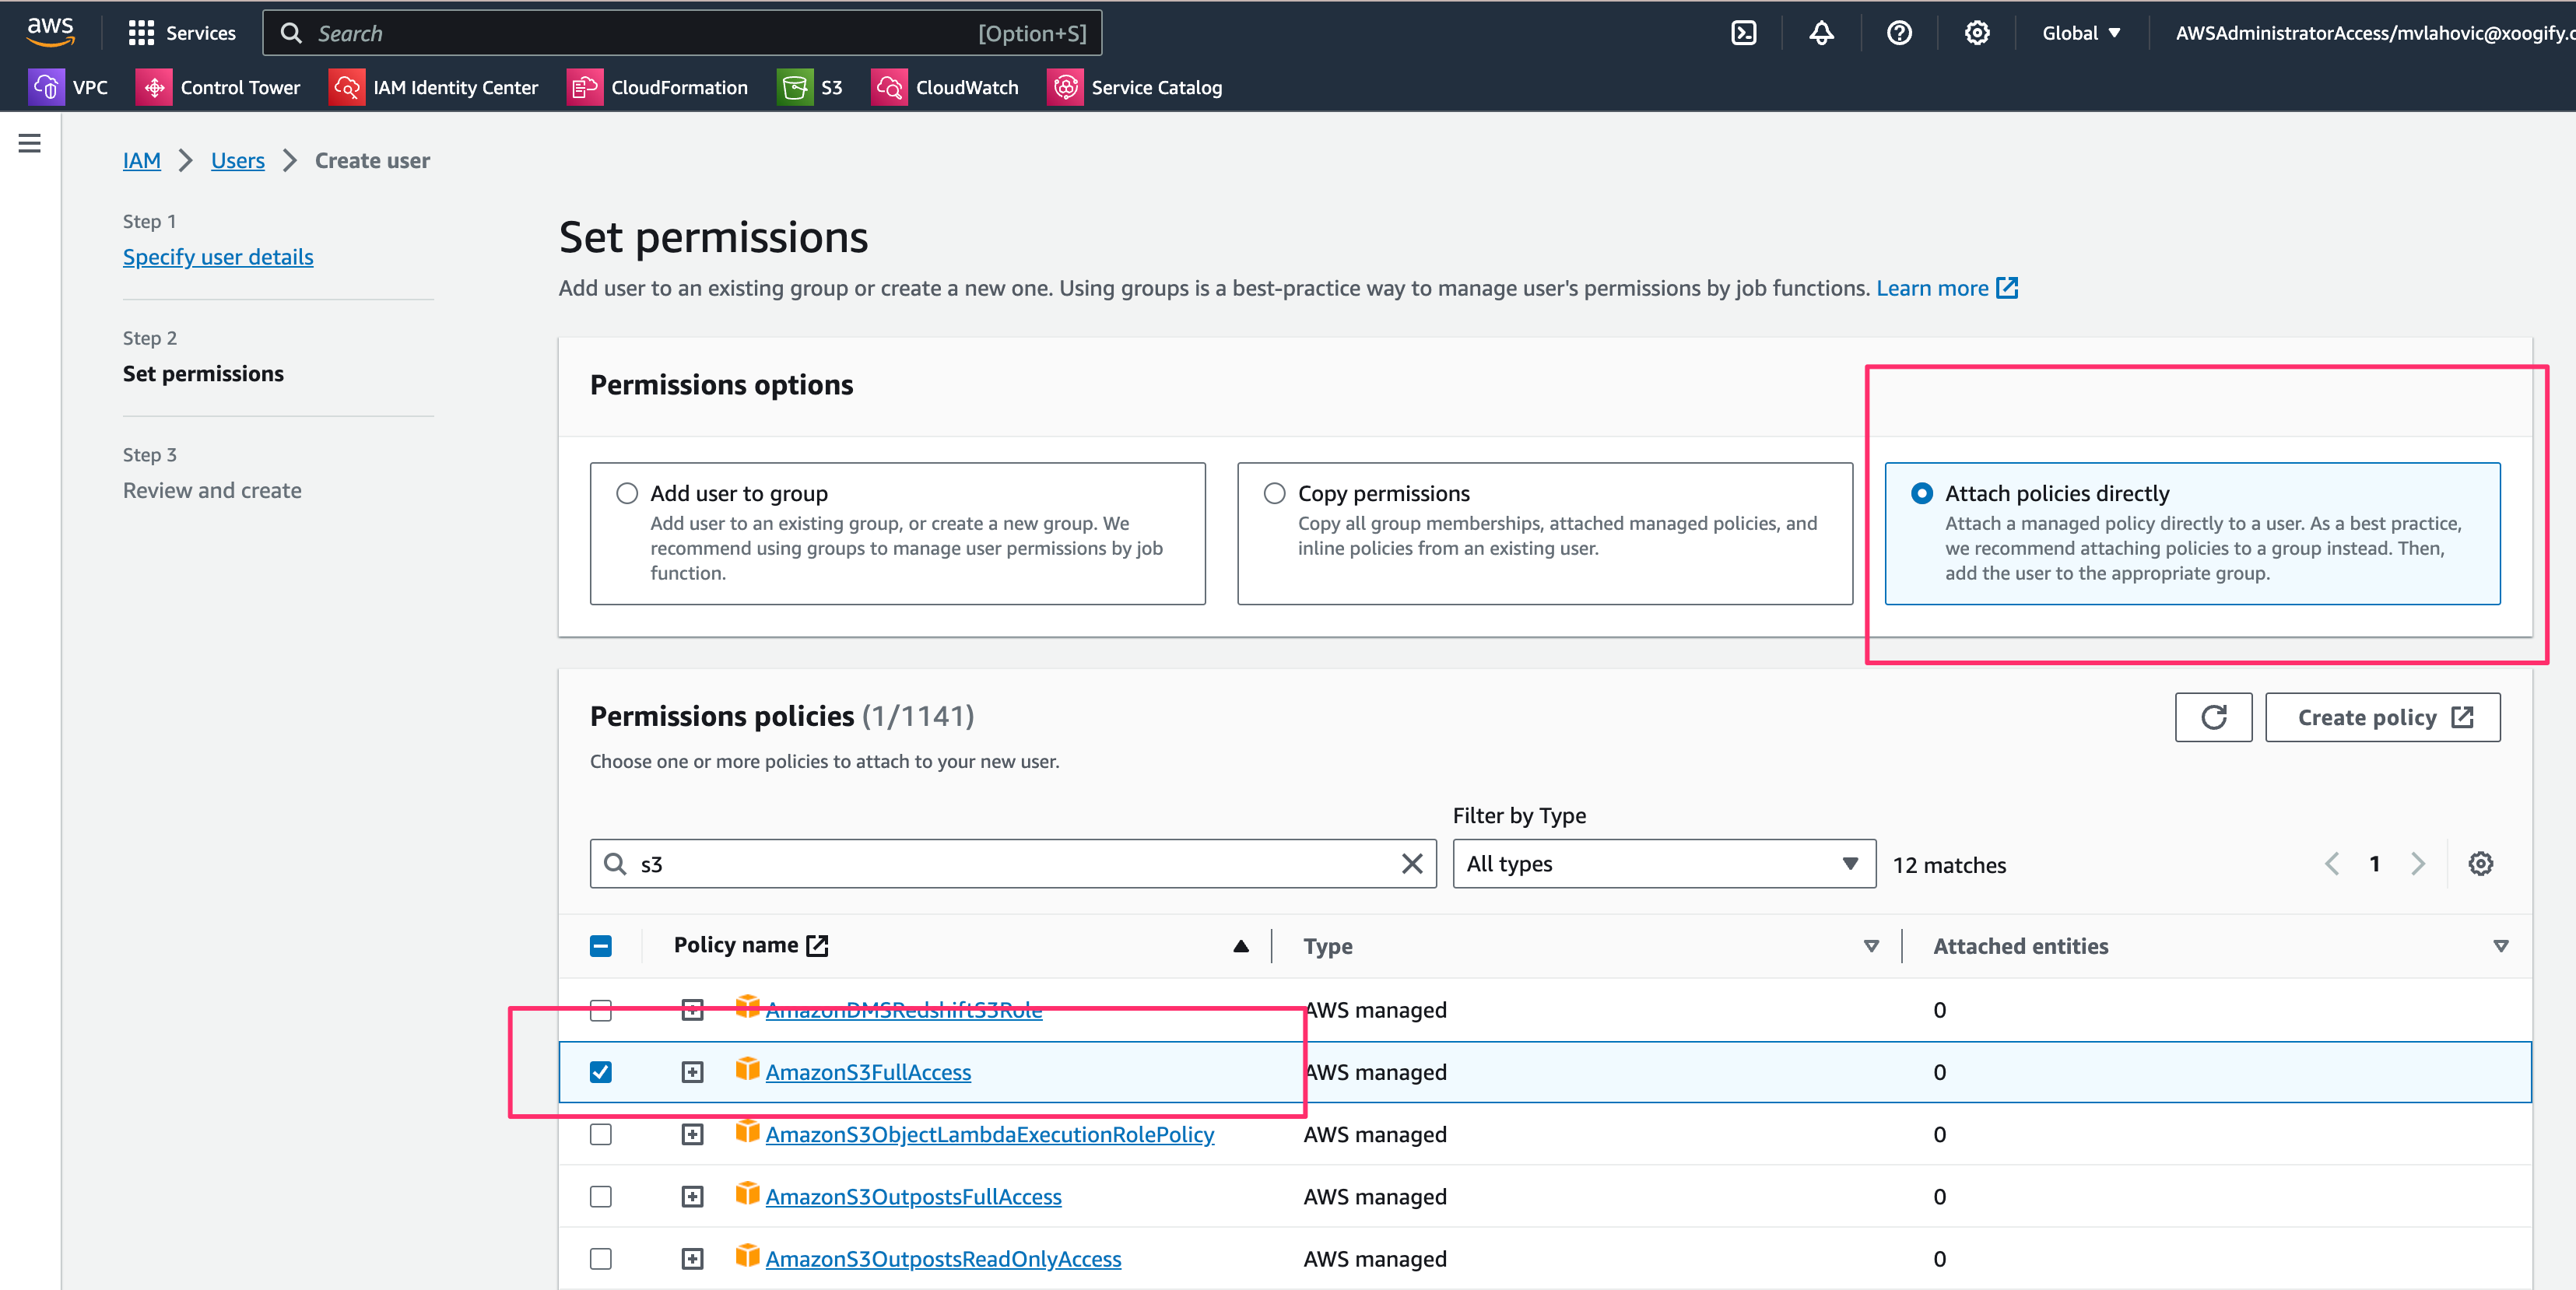 aws
Services
Search
[Option+S]
Global
AWSAdministratorAccess/mvlahovic@xoogify.c
VPC
Control Tower
IAM Identity Center
CloudFormation
S3
CloudWatch
Service Catalog
IAM
Users
Create user
Step 1
Specify user details
Step 2
Set permissions
Step 3
Review and create
Set permissions
Add user to an existing group or create a new one. Using groups is a best-practice way to manage user's permissions by job functions. Learn more
Permissions options
Add user to group
Add user to an existing group, or create a new group. We
recommend using groups to manage user permissions by job
function.
Copy permissions
Copy all group memberships, attached managed policies, and
inline policies from an existing user.
Attach policies directly
Attach a managed policy directly to a user. As a best practice,
we recommend attaching policies to a group instead. Then,
add the user to the appropriate group.
Permissions policies (1/1141)
Create policy
Choose one or more policies to attach to your new user.
Filter by Type
s3
All types
12 matches
1
Policy name
Type
Attached entities
AmazonDMSRedshiftS3Role
AWS managed
0
AmazonS3FullAccess
AWS managed
0
AmazonS3ObjectLambdaExecutionRolePolicy
AWS managed
0
AmazonS3OutpostsFullAccess
AWS managed
0
AmazonS3OutpostsReadOnlyAccess
AWS managed
0